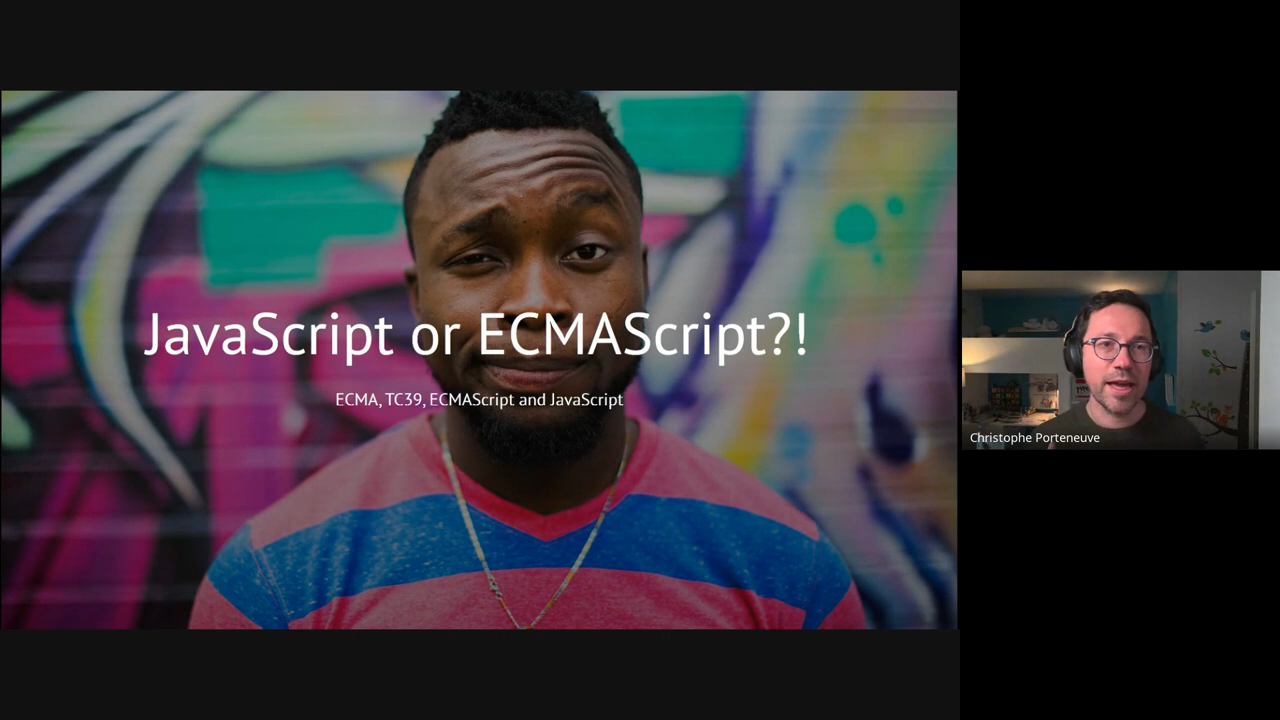 JavaScript or ECMAScript?!
ECMA, TC39, ECMAScript and JavaScript
Christophe Porteneuve